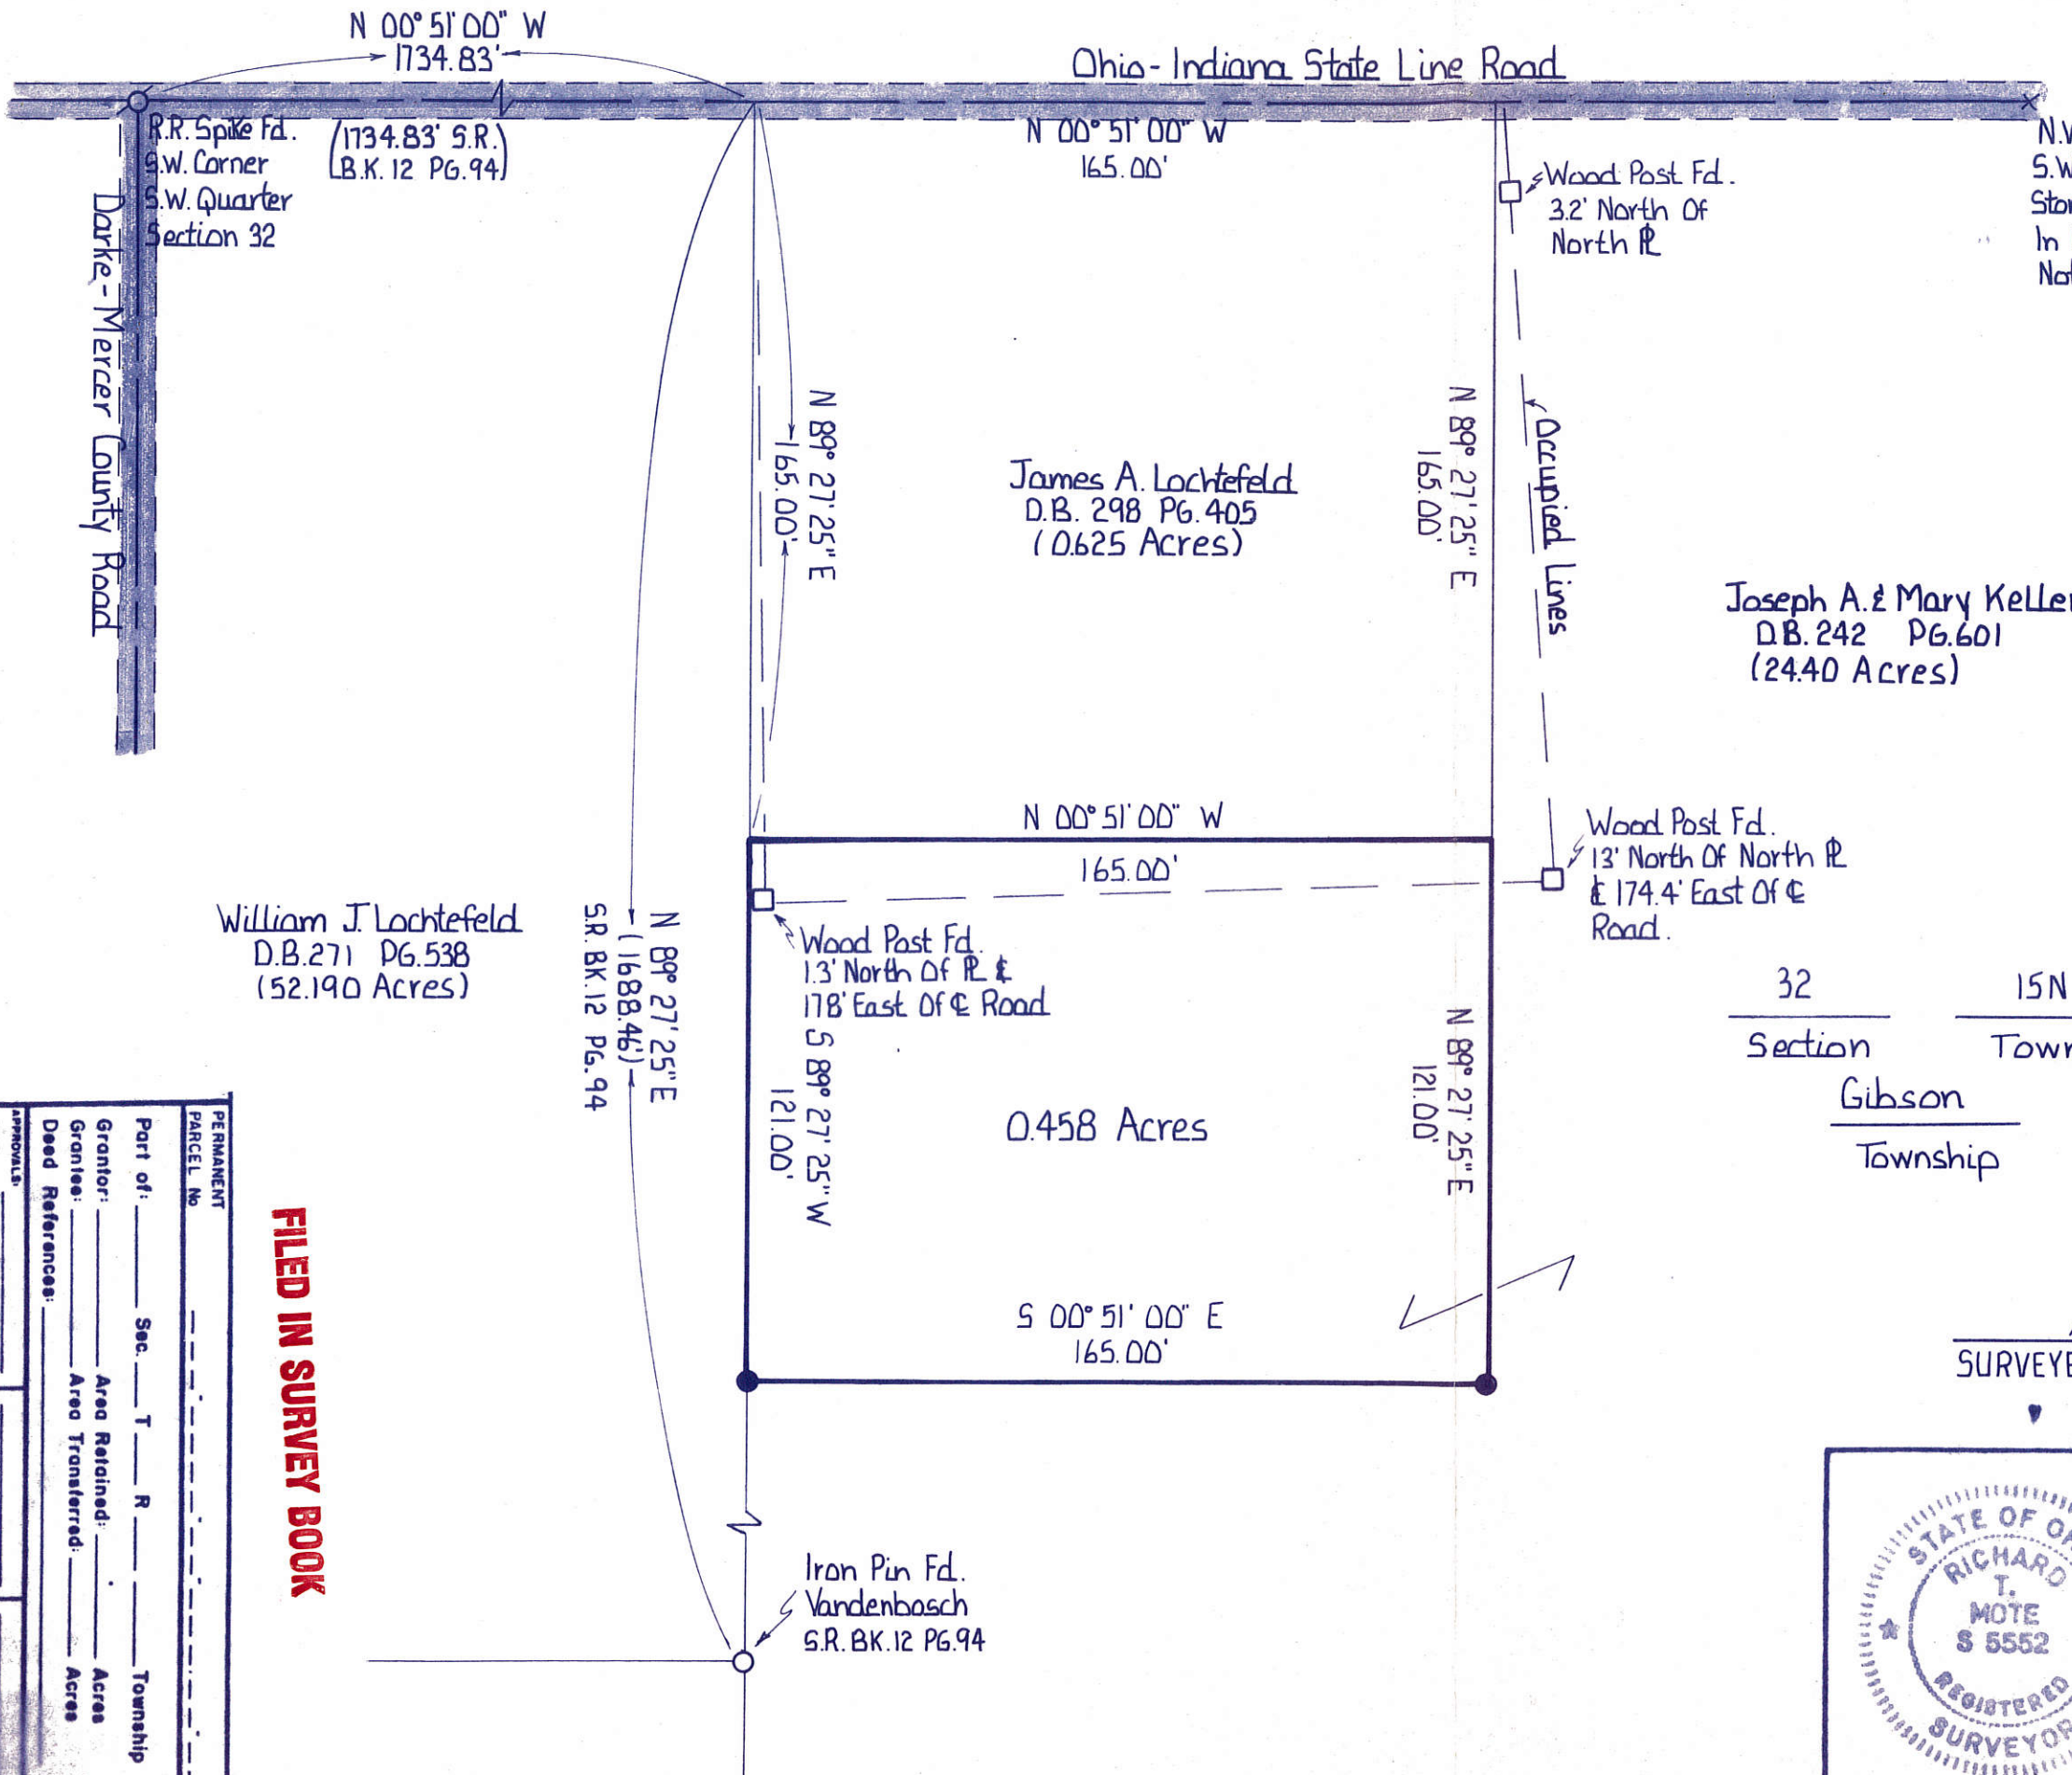 N 00° 51' 00" W
1734.83'
Ohio - Indiana State Line Road
R.R. Spike Fd.
S.W. Corner
S.W. Quarter
Section 32
(1734.83' S.R.
B.K. 12 PG. 94)
N 00° 51' 00" W
165.00'
Wood Post Fd.
3.2' North Of
North ⅊
N.W
S.W
In
Darke - Mercer County Road
N 89° 27' 25" E
165.00'
James A. Lochtefeld
D.B. 298 PG. 405
(0.625 Acres)
N 89° 27' 25" E
165.00'
Occupied Lines
Joseph A. & Mary Keller
D.B. 242 PG. 601
(24.40 Acres)
N 00° 51' 00" W
165.00'
Wood Post Fd.
13' North Of North ⅊
& 174.4' East Of ℄
Road.
William J. Lochtefeld
D.B. 271 PG. 538
(52.190 Acres)
N 89° 27' 25" E
(1688.46')
S.R. BK. 12 PG. 94
Wood Post Fd.
1.3' North Of ⅊ &
178' East Of ℄ Road
S 89° 27' 25" W
121.00'
0.458 Acres
N 89° 27' 25" E
121.00'
32
Section
15N
Gibson
Township
S 00° 51' 00" E
165.00'
PERMANENT
PARCEL No
Part of: Sec. T R Township
Grantor: Area Retained: Acres
Grantee: Area Transferred: Acres
Deed References:
APPROVALS:
FILED IN SURVEY BOOK
Iron Pin Fd.
Vandenbosch
S.R. BK. 12 PG. 94
SURVEYE
STATE OF O
RICHARD
T.
MOTE
S 5552
REGISTERED
SURVEYOR